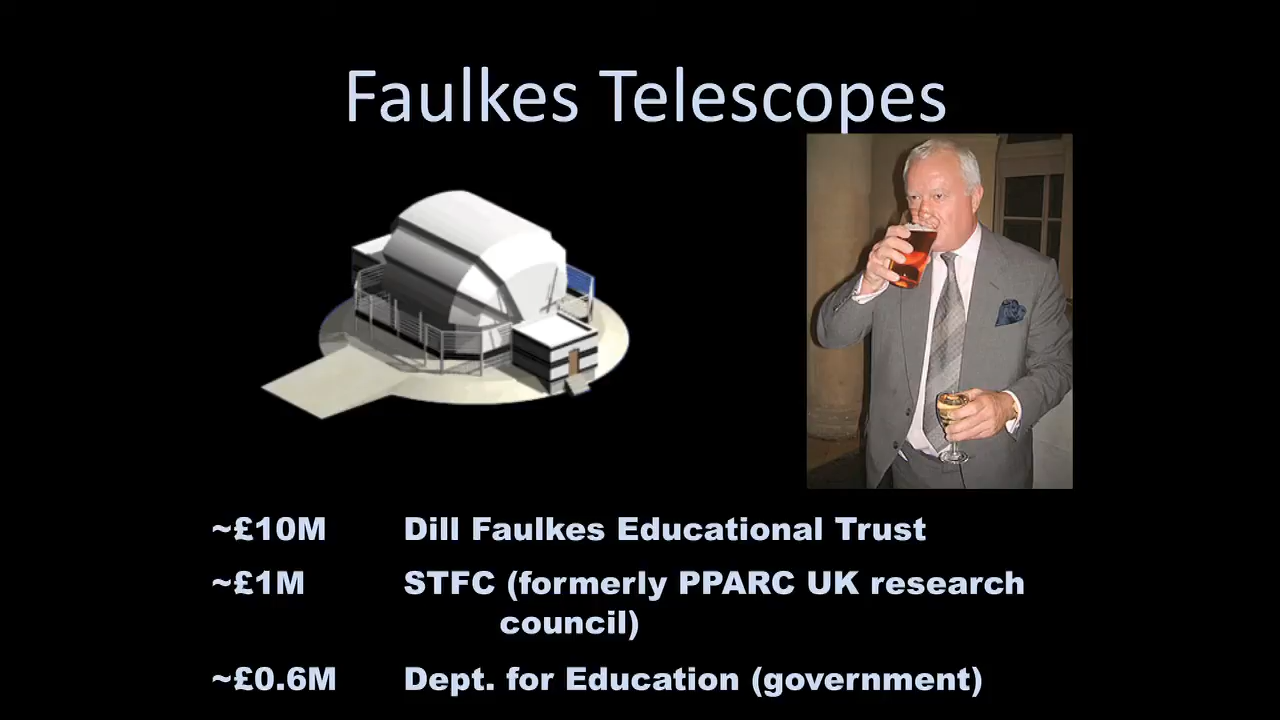 Faulkes Telescopes
~£10M Dill Faulkes Educational Trust
~£1M STFC (formerly PPARC UK research
council)
~£0.6M Dept. for Education (government)